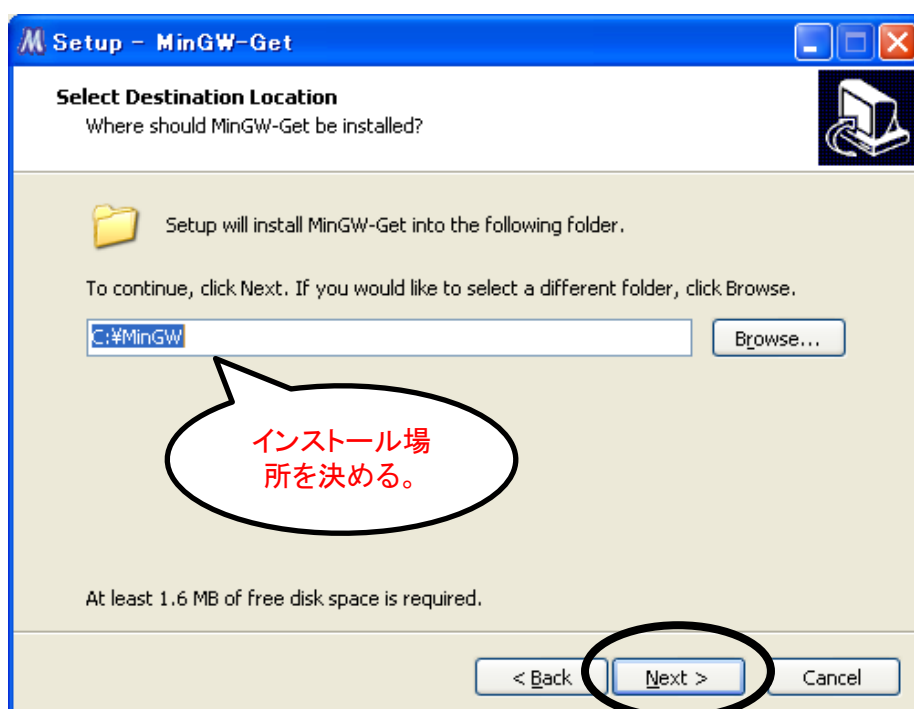 Setup - MinGW-Get
Select Destination Location
Where should MinGW-Get be installed?
Setup will install MinGW-Get into the following folder.
To continue, click Next. If you would like to select a different folder, click Browse.
C:¥MinGW
Browse...
インストール場
所を決める。
At least 1.6 MB of free disk space is required.
< Back
Next >
Cancel